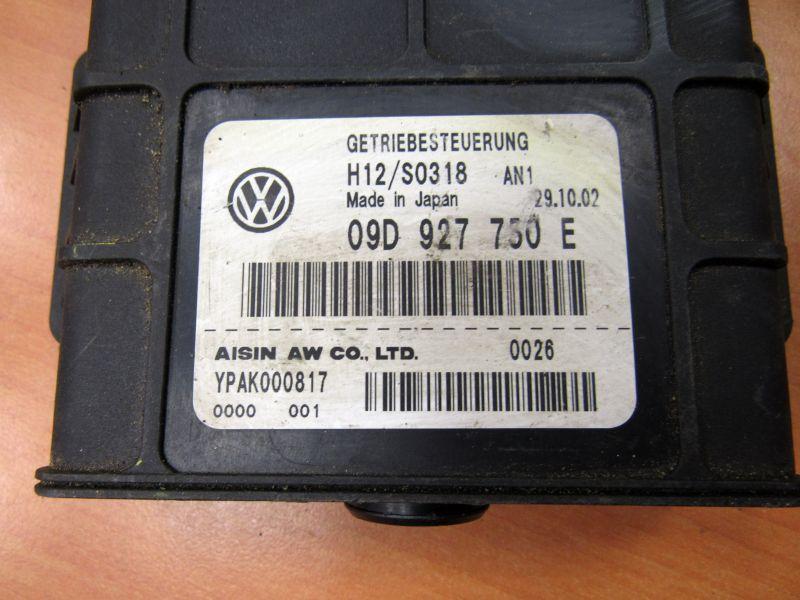 GETRIEBESTEUERUNG
H12/S0318 AN1
Made in Japan 29.10.02
09D 927 750 E
AISIN AW CO., LTD. 0026
YPAK000817
0000 001